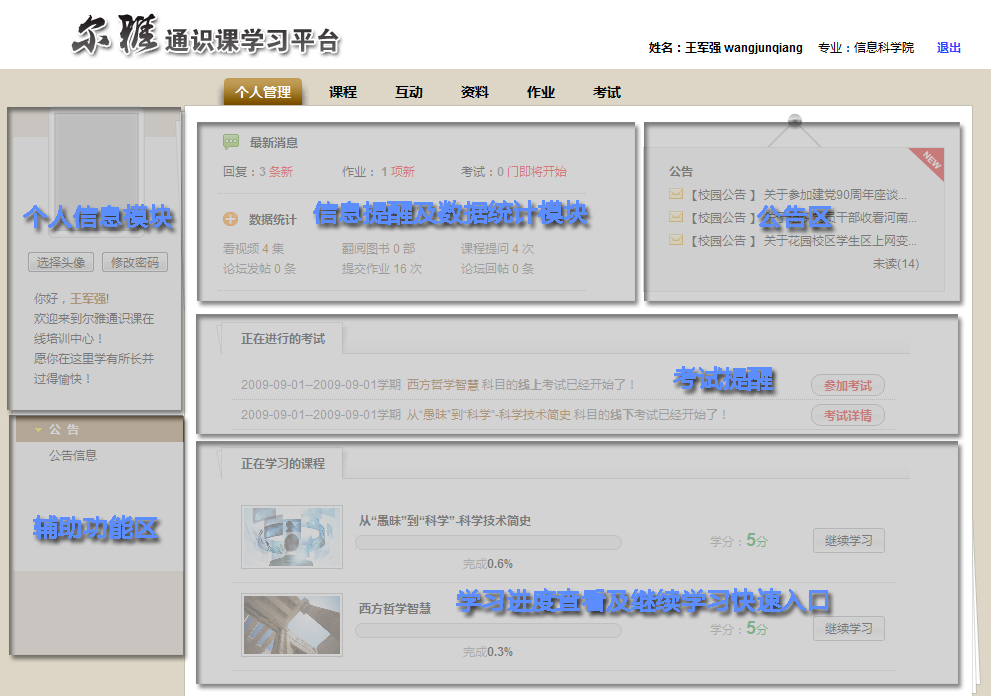 尔雅通识课学习平台
姓名：王军强 wangjunqiang 专业：信息科学院 退出
个人管理 课程 互动 资料 作业 考试
个人信息模块
选择头像 修改密码
你好，王军强!
欢迎来到尔雅通识课在
线培训中心！
愿你在这里学有所长并
过得愉快！
公 告
公告信息
辅助功能区
最新消息
回复：3 条新 作业： 1 项新 考试：0 门即将开始
数据统计
信息提醒及数据统计模块
看视频 4 集 翻阅图书 0 部 课程提问 4 次
论坛发帖 0 条 提交作业 16 次 论坛回帖 0 条
NEW
公告
【校园公告 】 关于参加建党90周年座谈...
【校园公告 】 干部收看河南...
公告区
【校园公告 】 关于花园校区学生区上网变...
未读(14)
正在进行的考试
考试提醒
2009-09-01--2009-09-01学期 西方哲学智慧 科目的线上考试已经开始了！ 参加考试
2009-09-01--2009-09-01学期 从“愚昧”到“科学”-科学技术简史 科目的线下考试已经开始了！ 考试详情
正在学习的课程
从“愚昧”到“科学”-科学技术简史
学分：5分 继续学习
完成0.6%
学习进度查看及继续学习快速入口
西方哲学智慧
学分：5分 继续学习
完成0.3%